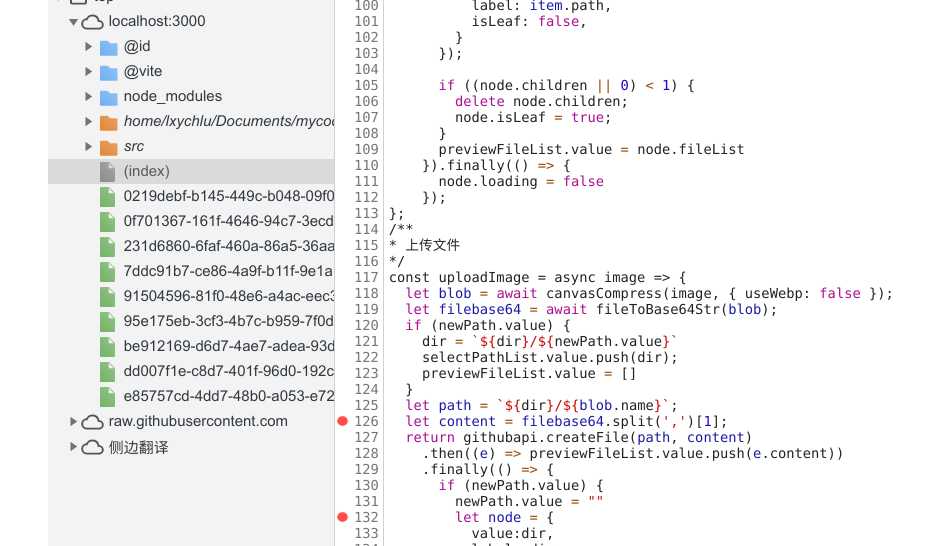 localhost:3000
@id
@vite
node_modules
home/lxychlu/Documents/mycod
src
(index)
0219debf-b145-449c-b048-09f0
0f701367-161f-4646-94c7-3ecd
231d6860-6faf-460a-86a5-36aa
7ddc91b7-ce86-4a9f-b11f-9e1a
91504596-81f0-48e6-a4ac-eec3
95e175eb-3cf3-4b7c-b959-7f0d
be912169-d6d7-4ae7-adea-93d
dd007f1e-c8d7-401f-96d0-192c
e85757cd-4dd7-48b0-a053-e72
raw.githubusercontent.com
侧边翻译
100 label: item.path,
101 isLeaf: false,
102 }
103 });
104
105 if ((node.children || 0) < 1) {
106 delete node.children;
107 node.isLeaf = true;
108 }
109 previewFileList.value = node.fileList
110 }).finally(() => {
111 node.loading = false
112 });
113 };
114 /**
115 * 上传文件
116 */
117 const uploadImage = async image => {
118 let blob = await canvasCompress(image, { useWebp: false });
119 let filebase64 = await fileToBase64Str(blob);
120 if (newPath.value) {
121 dir = `${dir}/${newPath.value}`
122 selectPathList.value.push(dir);
123 previewFileList.value = []
124 }
125 let path = `${dir}/${blob.name}`;
126 let content = filebase64.split(',')[1];
127 return githubapi.createFile(path, content)
128 .then((e) => previewFileList.value.push(e.content))
129 .finally(() => {
130 if (newPath.value) {
131 newPath.value = ""
132 let node = {
133 value:dir,